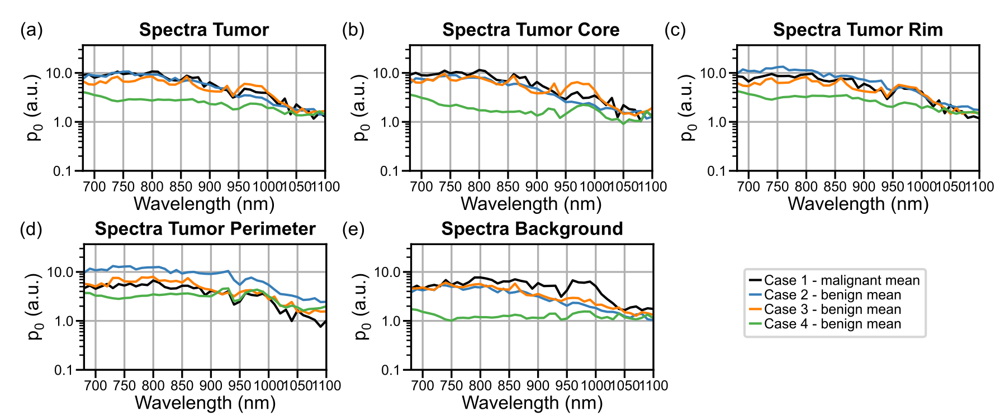 (a) Spectra Tumor
10.0
1.0
0.1
p0 (a.u.)
700 750 800 850 900 950 1000 1050 1100
Wavelength (nm)
(b) Spectra Tumor Core
10.0
1.0
0.1
p0 (a.u.)
700 750 800 850 900 950 1000 1050 1100
Wavelength (nm)
(c) Spectra Tumor Rim
10.0
1.0
0.1
p0 (a.u.)
700 750 800 850 900 950 1000 1050 1100
Wavelength (nm)
(d) Spectra Tumor Perimeter
10.0
1.0
0.1
p0 (a.u.)
700 750 800 850 900 950 1000 1050 1100
Wavelength (nm)
(e) Spectra Background
10.0
1.0
0.1
p0 (a.u.)
700 750 800 850 900 950 1000 1050 1100
Wavelength (nm)
Case 1 - malignant mean
Case 2 - benign mean
Case 3 - benign mean
Case 4 - benign mean